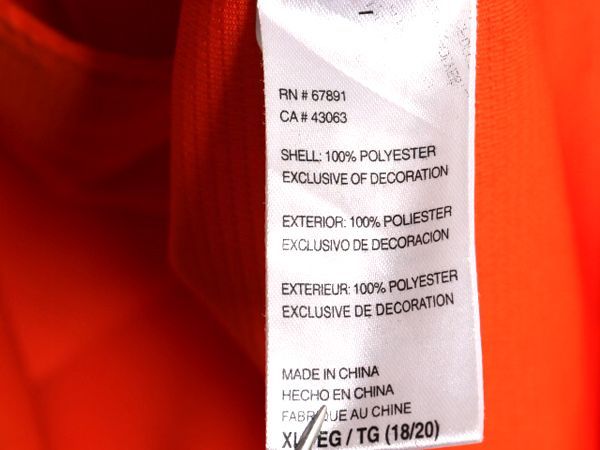 RN # 67891
CA # 43063
SHELL: 100% POLYESTER
EXCLUSIVE OF DECORATION
EXTERIOR: 100% POLIESTER
EXCLUSIVO DE DECORACION
EXTERIEUR: 100% POLYESTER
EXCLUSIVE DE DECORATION
MADE IN CHINA
HECHO EN CHINA
FABRIQUE AU CHINE
XL / EG / TG (18/20)